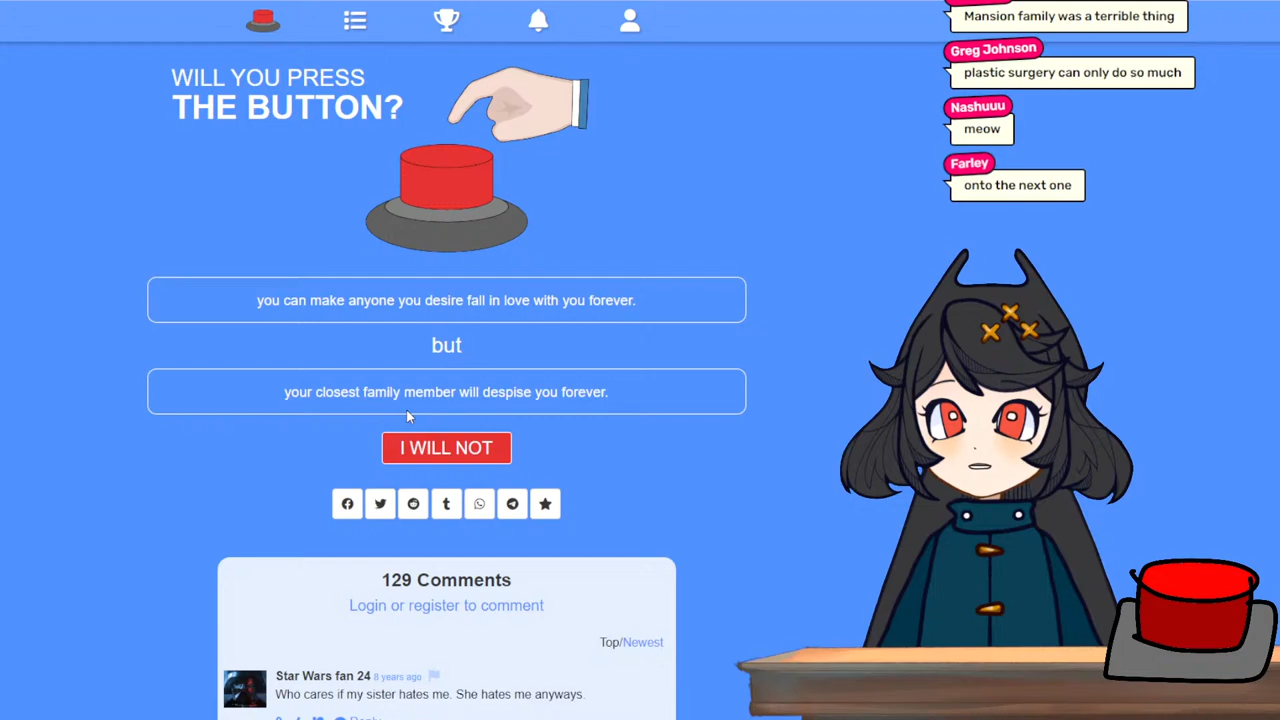 WILL YOU PRESS
THE BUTTON?
you can make anyone you desire fall in love with you forever.
but
your closest family member will despise you forever.
I WILL NOT
129 Comments
Login or register to comment
Top/Newest
Star Wars fan 24 8 years ago
Who cares if my sister hates me. She hates me anyways.
Mansion family was a terrible thing
Greg Johnson
plastic surgery can only do so much
Nashuuu
meow
Farley
onto the next one